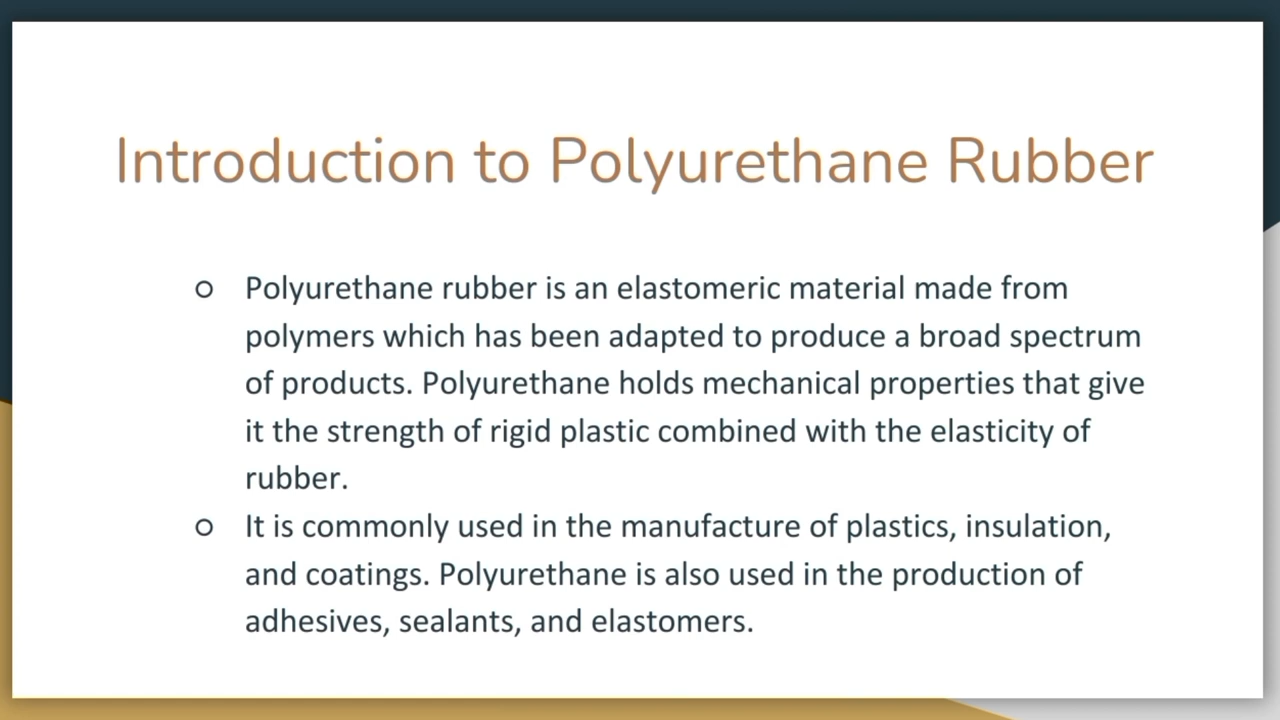 Introduction to Polyurethane Rubber
Polyurethane rubber is an elastomeric material made from
polymers which has been adapted to produce a broad spectrum
of products. Polyurethane holds mechanical properties that give
it the strength of rigid plastic combined with the elasticity of
rubber.
It is commonly used in the manufacture of plastics, insulation,
and coatings. Polyurethane is also used in the production of
adhesives, sealants, and elastomers.